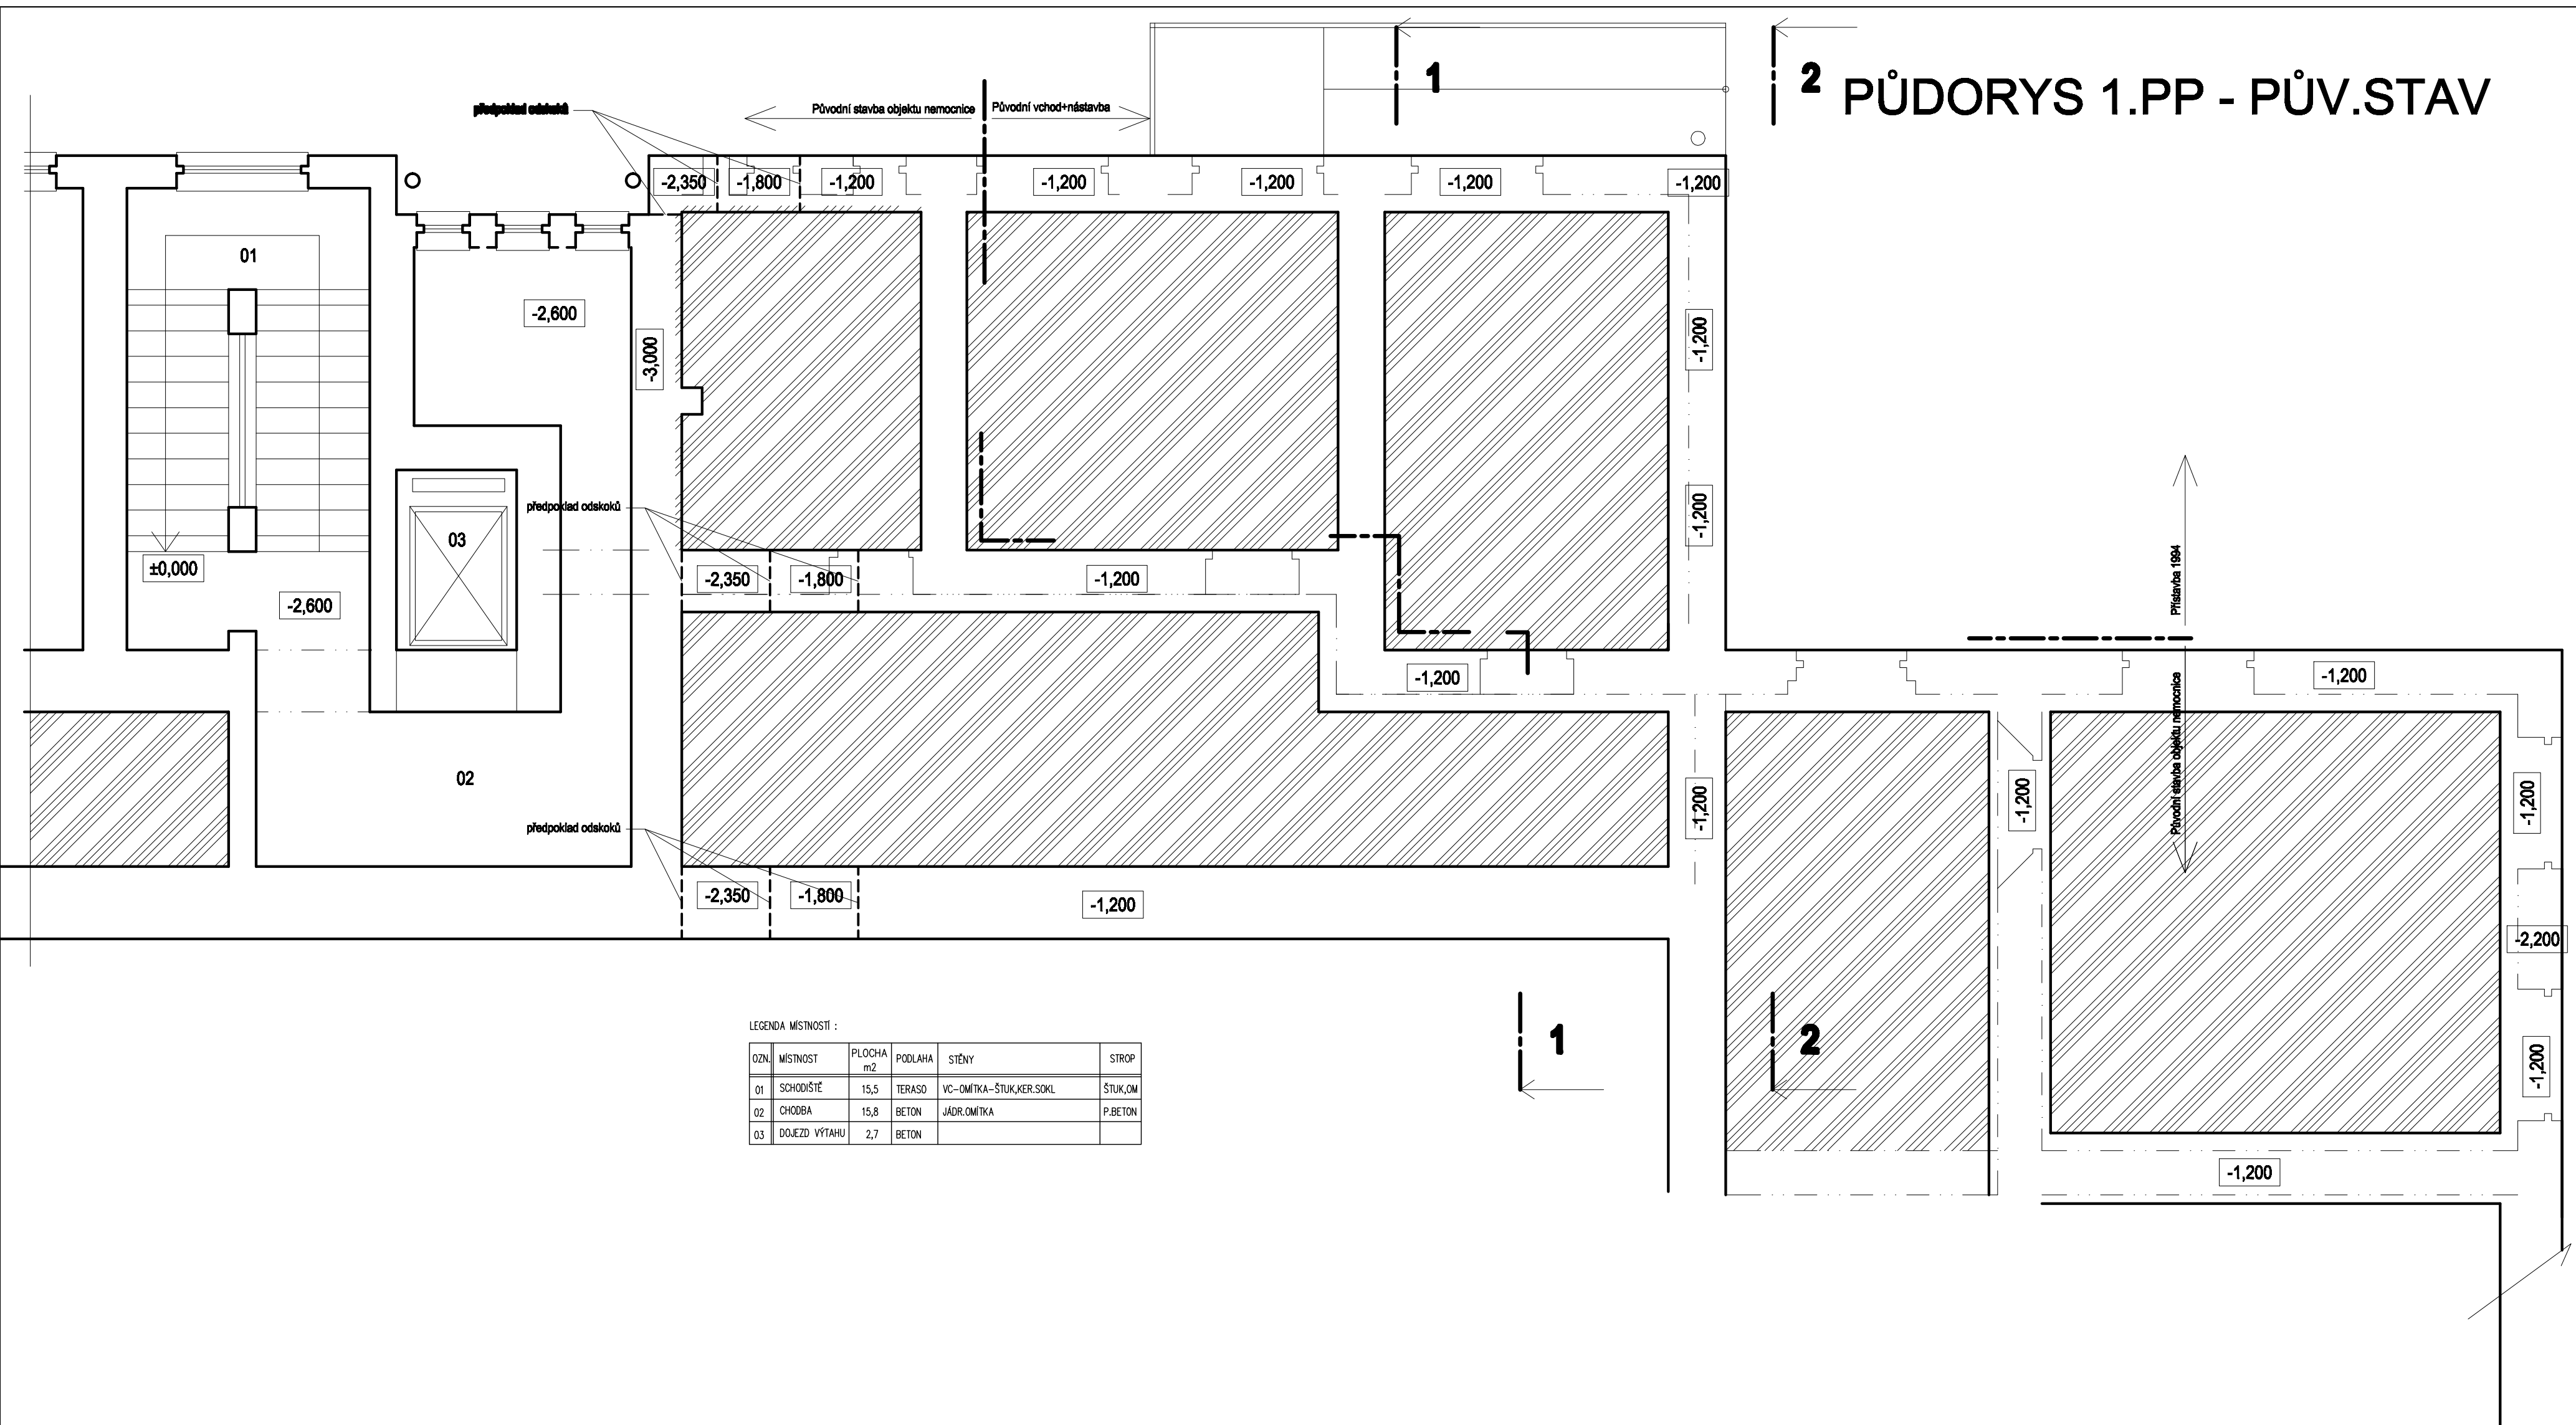 1
2
PŮDORYS 1.PP - PŮV.STAV
předpoklad odskoků
Původní stavba objektu nemocnice
Původní vchod+nástavba
-2,350
-1,800
-1,200
-1,200
-1,200
-1,200
-1,200
01
-2,600
-3,000
-1,200
předpoklad odskoků
-1,200
03
±0,000
-2,600
-2,350
-1,800
-1,200
Přístavba 1994
Původní stavba objektu nemocnice
-1,200
-1,200
02
-1,200
-1,200
-1,200
předpoklad odskoků
-2,350
-1,800
-1,200
-2,200
1
2
-1,200
-1,200
LEGENDA MÍSTNOSTÍ :
OZN. MÍSTNOST PLOCHA m2 PODLAHA STĚNY STROP
01 SCHODIŠTĚ 15,5 TERASO VC-OMÍTKA-ŠTUK,KER.SOKL ŠTUK,OM
02 CHODBA 15,8 BETON JÁDR.OMÍTKA P.BETON
03 DOJEZD VÝTAHU 2,7 BETON